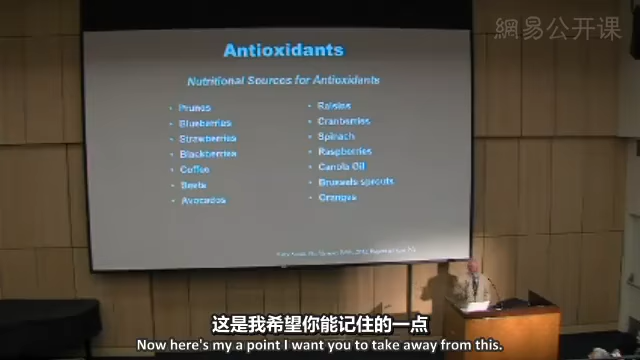 網易公开课
Antioxidants
Nutritional Sources for Antioxidants
· Prunes
· Blueberries
· Strawberries
· Blackberries
· Coffee
· Beets
· Avocados
· Raisins
· Cranberries
· Spinach
· Raspberries
· Canola Oil
· Brussels sprouts
· Oranges
这是我希望你能记住的一点
Now here's my a point I want you to take away from this.